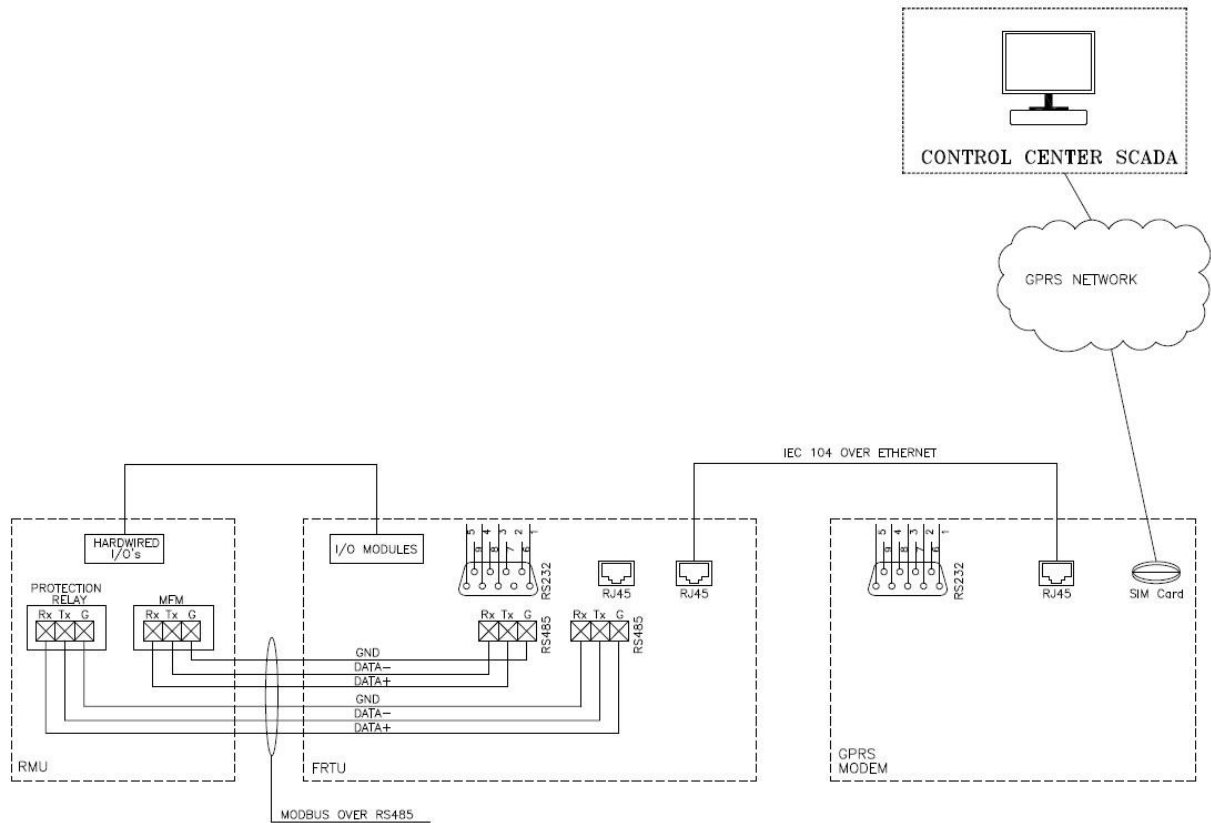 CONTROL CENTER SCADA
GPRS NETWORK
IEC 104 OVER ETHERNET
HARDWIRED
I/O's
I/O MODULES
5 4 3 2 1
9 8 7 6
RS232
RJ45
RJ45
5 4 3 2 1
9 8 7 6
RS232
RJ45
SIM Card
PROTECTION
RELAY
Rx Tx G
MFM
Rx Tx G
Rx Tx G
RS485
Rx Tx G
RS485
GND
DATA-
DATA+
GND
DATA-
DATA+
RMU
FRTU
GPRS
MODEM
MODBUS OVER RS485